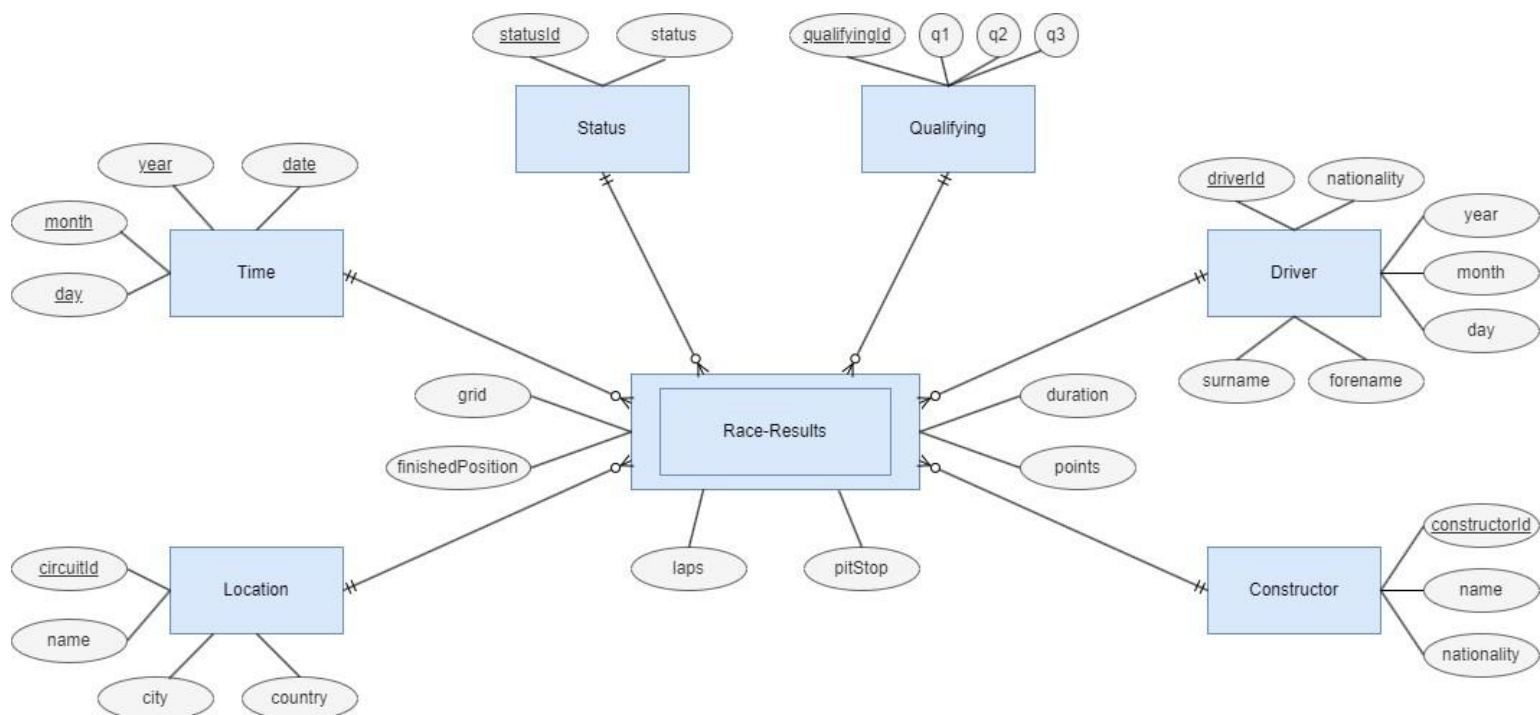 statusId
status
qualifyingId
q1
q2
q3
Status
Qualifying
year
date
month
day
Time
driverId
nationality
year
month
day
Driver
surname
forename
grid
finishedPosition
Race-Results
duration
points
laps
pitStop
circuitId
name
Location
city
country
constructorId
name
nationality
Constructor